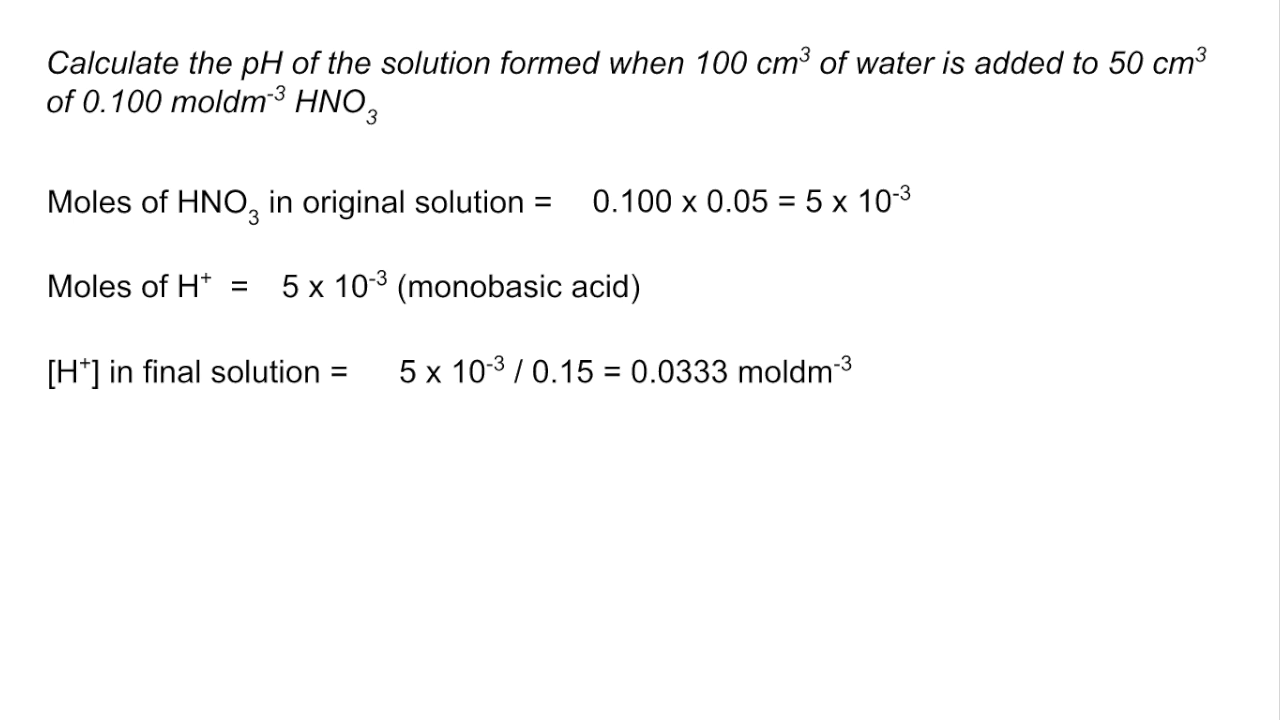 Calculate the pH of the solution formed when 100 cm³ of water is added to 50 cm³
of 0.100 moldm⁻³ HNO₃
Moles of HNO₃ in original solution = 0.100 x 0.05 = 5 x 10⁻³
Moles of H⁺ = 5 x 10⁻³ (monobasic acid)
[H⁺] in final solution = 5 x 10⁻³ / 0.15 = 0.0333 moldm⁻³